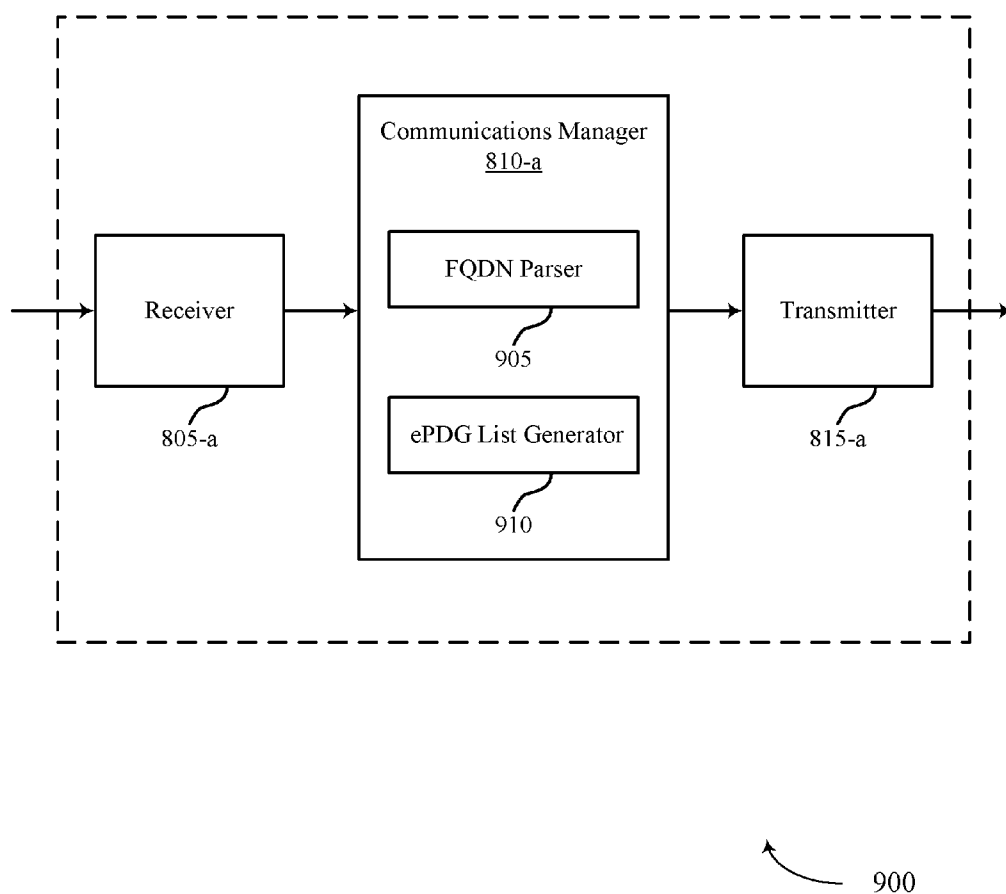 Communications Manager
810-a
Receiver
805-a
FQDN Parser
905
ePDG List Generator
910
Transmitter
815-a
900